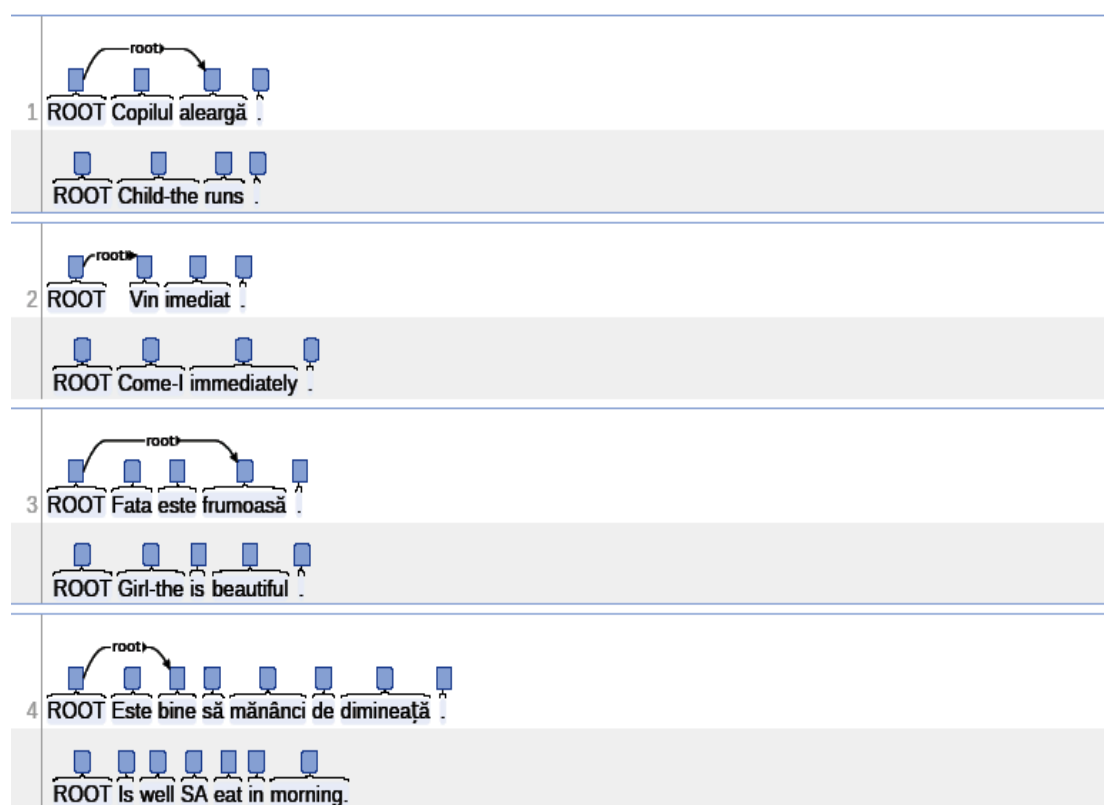 root
1 ROOT Copilul aleargă .
ROOT Child-the runs .
root
2 ROOT Vin imediat .
ROOT Come-I immediately .
root
3 ROOT Fata este frumoasă .
ROOT Girl-the is beautiful .
root
4 ROOT Este bine să mănânci de dimineaţă .
ROOT Is well SA eat in morning.